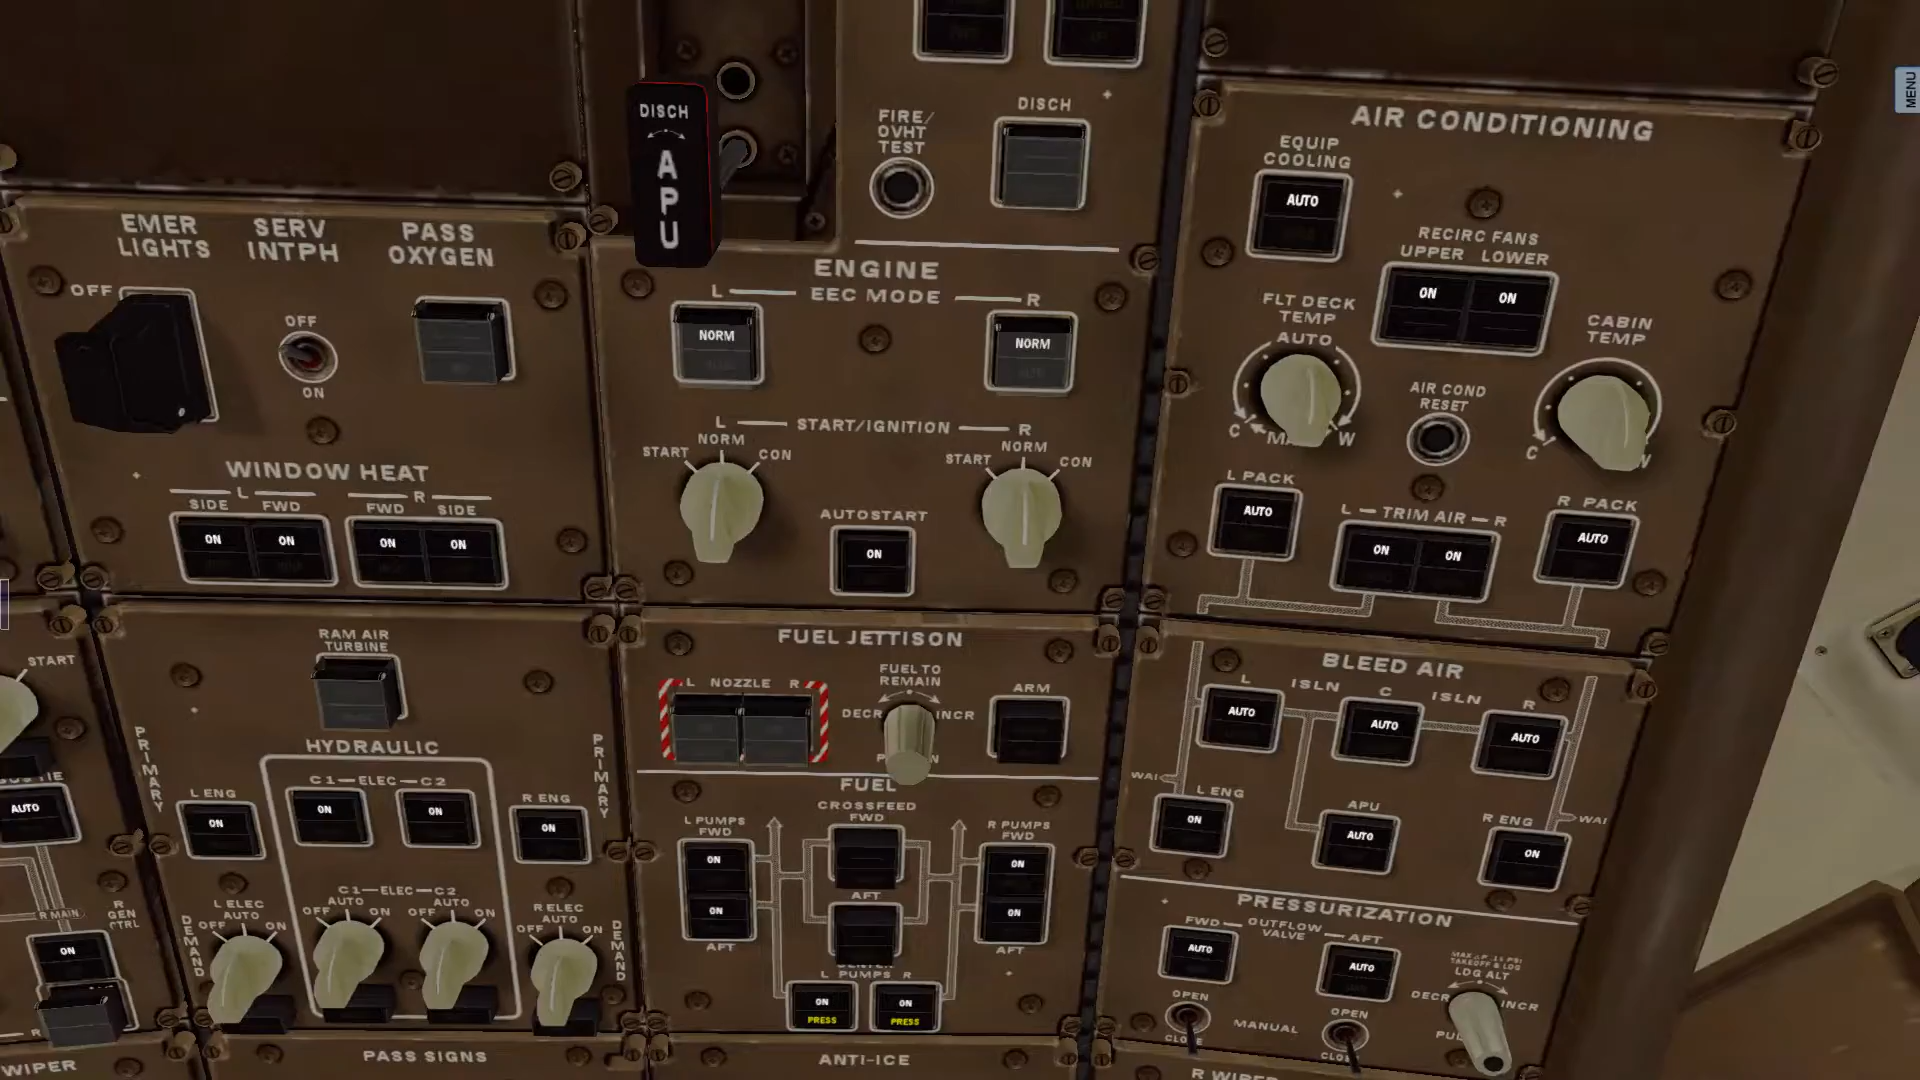 MENU
DISCH
APU
FIRE/
OVHT
TEST
DISCH
AIR CONDITIONING
EQUIP
COOLING
AUTO
RECIRC FANS
UPPER LOWER
ON ON
FLT DECK
TEMP
AUTO
C W
CABIN
TEMP
C W
AIR COND
RESET
L PACK
AUTO
L TRIM AIR R
ON ON
R PACK
AUTO
EMER
LIGHTS
OFF
SERV
INTPH
OFF
ON
PASS
OXYGEN
WINDOW HEAT
L R
SIDE FWD FWD SIDE
ON ON ON ON
ENGINE
L EEC MODE R
NORM NORM
L START/IGNITION R
START NORM CON
START NORM CON
AUTOSTART
ON
START
AUTO
R MAIN
R
GEN
CTRL
ON
R
WIPER
RAM AIR
TURBINE
HYDRAULIC
PRIMARY
PRIMARY
C1 ELEC C2
L ENG
ON
ON ON
R ENG
ON
C1 ELEC C2
L ELEC
OFF AUTO ON
OFF AUTO ON
OFF AUTO ON
R ELEC
OFF AUTO ON
DEMAND
DEMAND
PASS SIGNS
FUEL JETTISON
L NOZZLE R
FUEL TO
REMAIN
DECR INCR
ARM
FUEL
CROSSFEED
FWD
AFT
L PUMPS
FWD
ON
ON
AFT
R PUMPS
FWD
ON
ON
AFT
L PUMPS R
ON ON
PRESS PRESS
ANTI-ICE
BLEED AIR
L ISLN C ISLN R
AUTO AUTO AUTO
WAI
WAI
L ENG
ON
APU
AUTO
R ENG
ON
PRESSURIZATION
FWD OUTFLOW AFT
VALVE
AUTO
AUTO
OPEN
CLOSE
MANUAL
OPEN
TAKEOFF & LDG
LDG ALT
DECR INCR
R WIPER